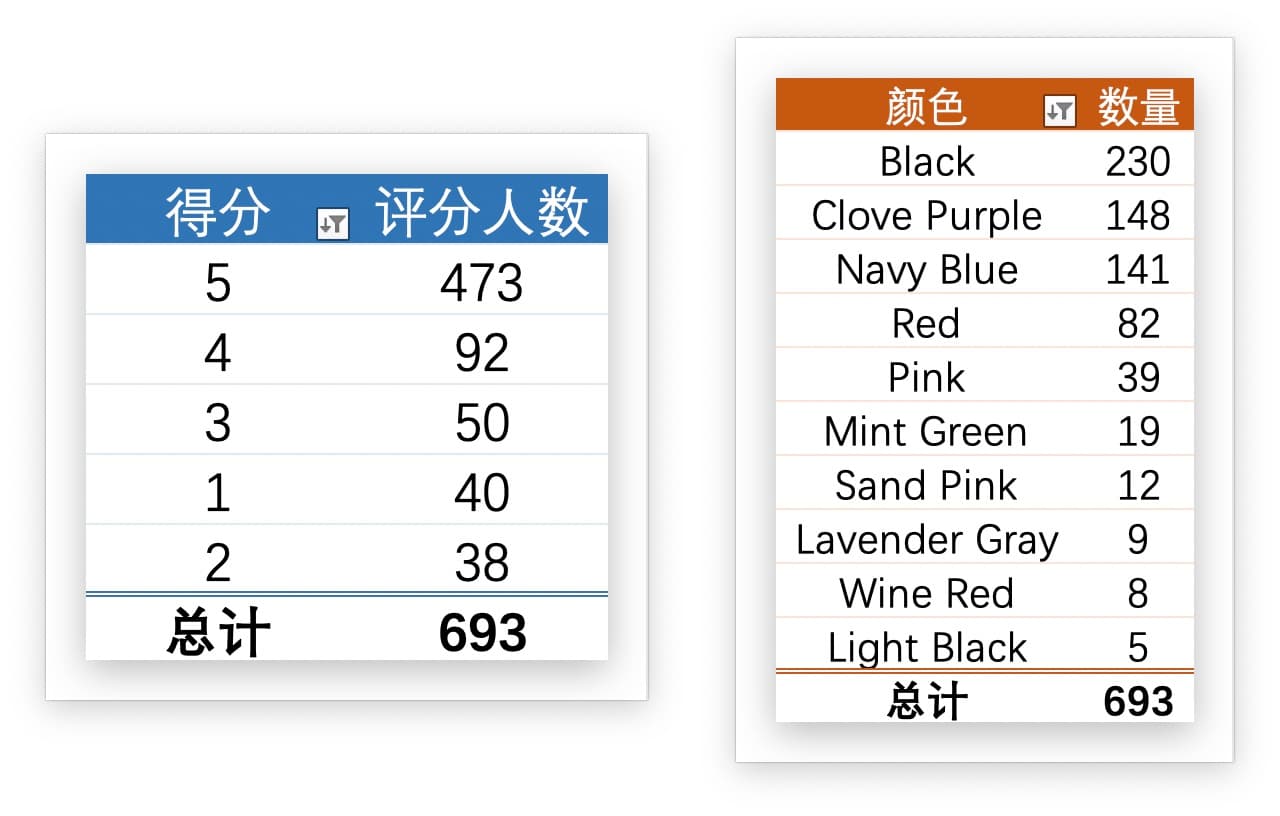 得分 评分人数
5 473
4 92
3 50
1 40
2 38
总计 693
颜色 数量
Black 230
Clove Purple 148
Navy Blue 141
Red 82
Pink 39
Mint Green 19
Sand Pink 12
Lavender Gray 9
Wine Red 8
Light Black 5
总计 693